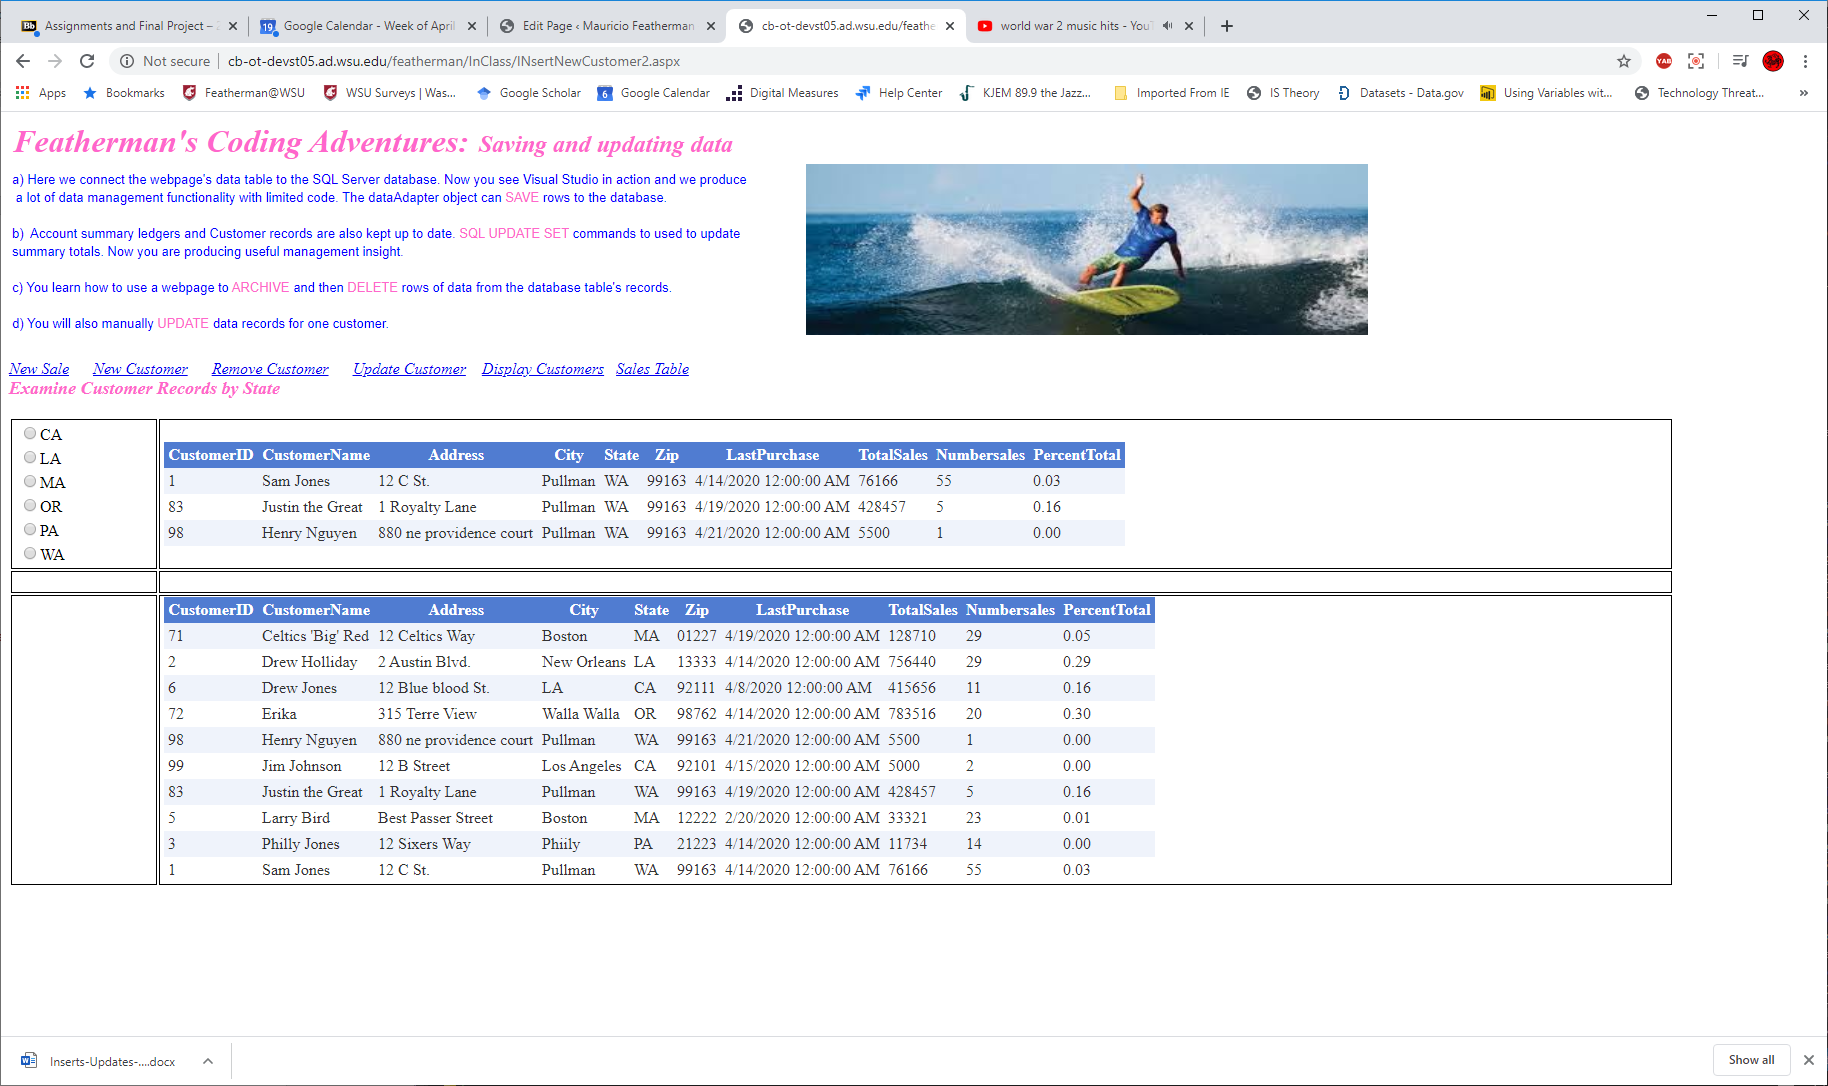 Assignments and Final Project –
Google Calendar - Week of April
Edit Page ‹ Mauricio Featherman
cb-ot-devst05.ad.wsu.edu/feathe
world war 2 music hits - YouT
Not secure
cb-ot-devst05.ad.wsu.edu/featherman/InClass/INsertNewCustomer2.aspx
Apps Bookmarks Featherman@WSU WSU Surveys | Was... Google Scholar 6 Google Calendar Digital Measures Help Center KJEM 89.9 the Jazz... Imported From IE IS Theory Datasets - Data.gov Using Variables wit... Technology Threat... »
Featherman's Coding Adventures: Saving and updating data
a) Here we connect the webpage's data table to the SQL Server database. Now you see Visual Studio in action and we produce
a lot of data management functionality with limited code. The dataAdapter object can SAVE rows to the database.
b) Account summary ledgers and Customer records are also kept up to date. SQL UPDATE SET commands to used to update
summary totals. Now you are producing useful management insight.
c) You learn how to use a webpage to ARCHIVE and then DELETE rows of data from the database table's records.
d) You will also manually UPDATE data records for one customer.
New Sale New Customer Remove Customer Update Customer Display Customers Sales Table
Examine Customer Records by State
CA
LA
MA
OR
PA
WA
CustomerID CustomerName Address City State Zip LastPurchase TotalSales Numbersales PercentTotal
1 Sam Jones 12 C St. Pullman WA 99163 4/14/2020 12:00:00 AM 76166 55 0.03
83 Justin the Great 1 Royalty Lane Pullman WA 99163 4/19/2020 12:00:00 AM 428457 5 0.16
98 Henry Nguyen 880 ne providence court Pullman WA 99163 4/21/2020 12:00:00 AM 5500 1 0.00
CustomerID CustomerName Address City State Zip LastPurchase TotalSales Numbersales PercentTotal
71 Celtics 'Big' Red 12 Celtics Way Boston MA 01227 4/19/2020 12:00:00 AM 128710 29 0.05
2 Drew Holliday 2 Austin Blvd. New Orleans LA 13333 4/14/2020 12:00:00 AM 756440 29 0.29
6 Drew Jones 12 Blue blood St. LA CA 92111 4/8/2020 12:00:00 AM 415656 11 0.16
72 Erika 315 Terre View Walla Walla OR 98762 4/14/2020 12:00:00 AM 783516 20 0.30
98 Henry Nguyen 880 ne providence court Pullman WA 99163 4/21/2020 12:00:00 AM 5500 1 0.00
99 Jim Johnson 12 B Street Los Angeles CA 92101 4/15/2020 12:00:00 AM 5000 2 0.00
83 Justin the Great 1 Royalty Lane Pullman WA 99163 4/19/2020 12:00:00 AM 428457 5 0.16
5 Larry Bird Best Passer Street Boston MA 12222 2/20/2020 12:00:00 AM 33321 23 0.01
3 Philly Jones 12 Sixers Way Phiily PA 21223 4/14/2020 12:00:00 AM 11734 14 0.00
1 Sam Jones 12 C St. Pullman WA 99163 4/14/2020 12:00:00 AM 76166 55 0.03
Inserts-Updates-....docx
Show all